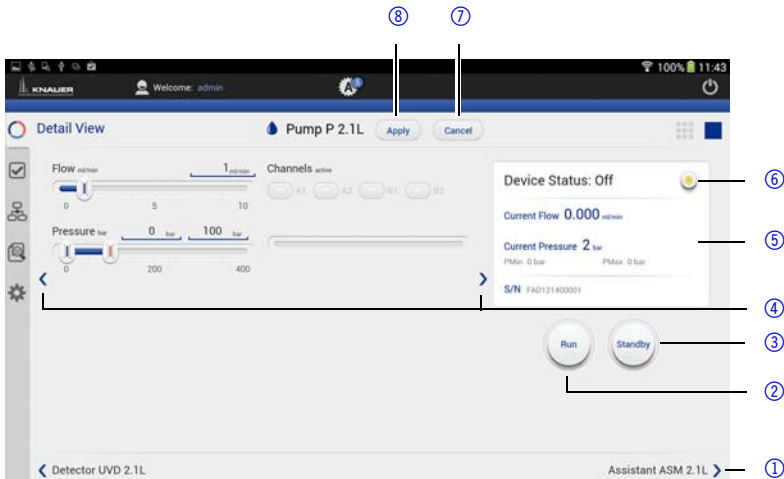 ⑧ ⑦
100% 11:43
KNAUER Welcome: admin A
Detail View Pump P 2.1L Apply Cancel
Flow ml/min 1 ml/min Channels active
A1 A2 B1 B2
0 5 10
Pressure bar 0 bar 100 bar
0 200 400
Device Status: Off ⑥
Current Flow 0.000 ml/min
Current Pressure 2 bar ⑤
PMin 0 bar PMax 0 bar
S/N FAD121400001
④
Run Standby ③
②
Detector UVD 2.1L Assistant ASM 2.1L ①